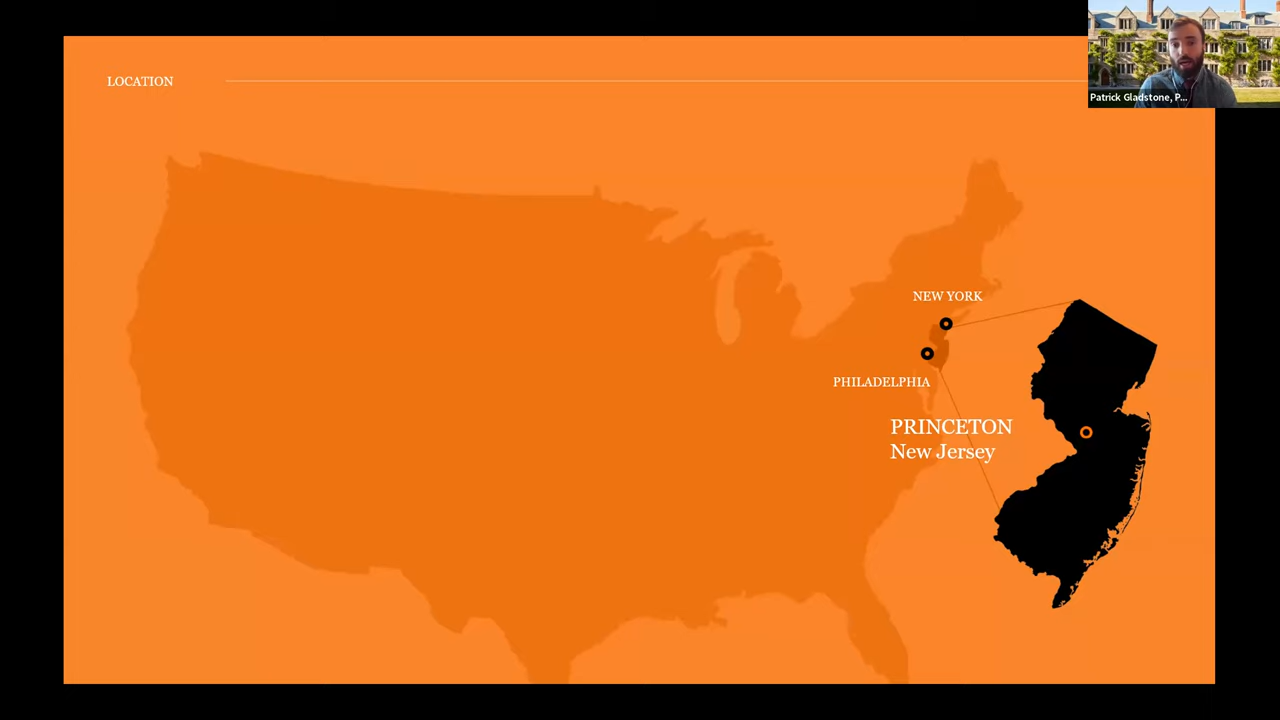 LOCATION
Patrick Gladstone, P...
NEW YORK
PHILADELPHIA
PRINCETON
New Jersey